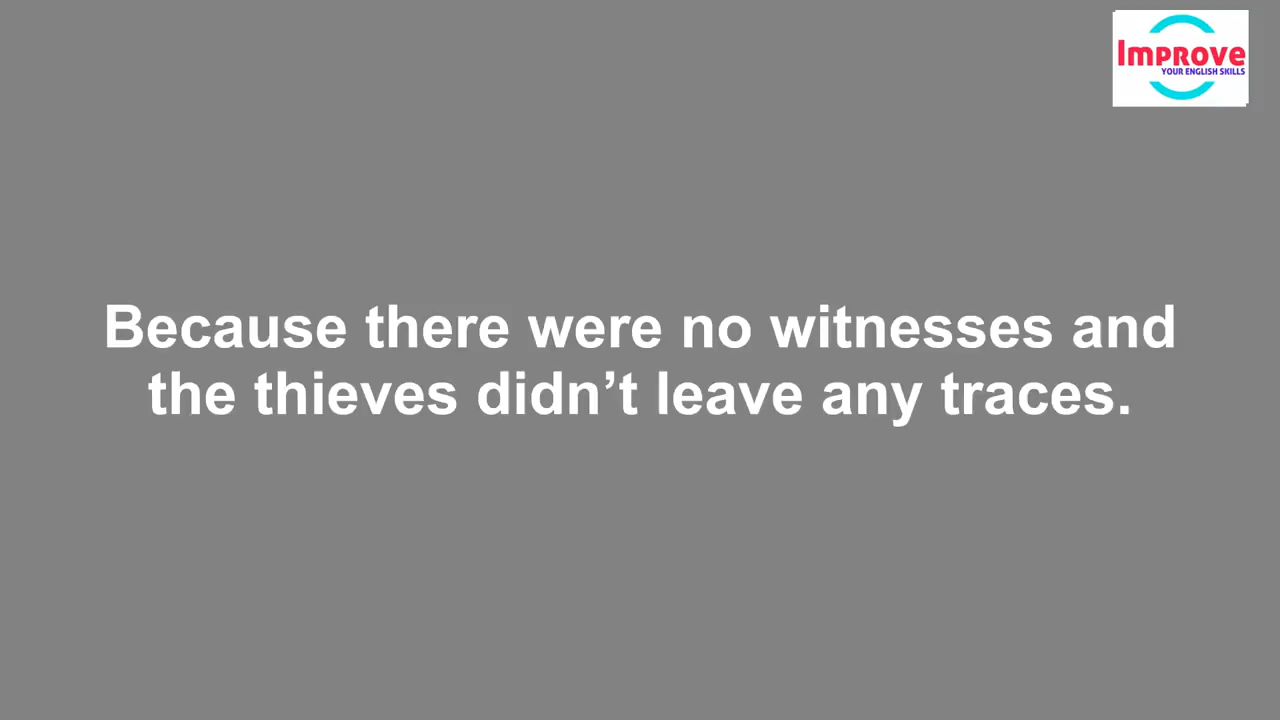 Improve
YOUR ENGLISH SKILLS
Because there were no witnesses and
the thieves didn’t leave any traces.